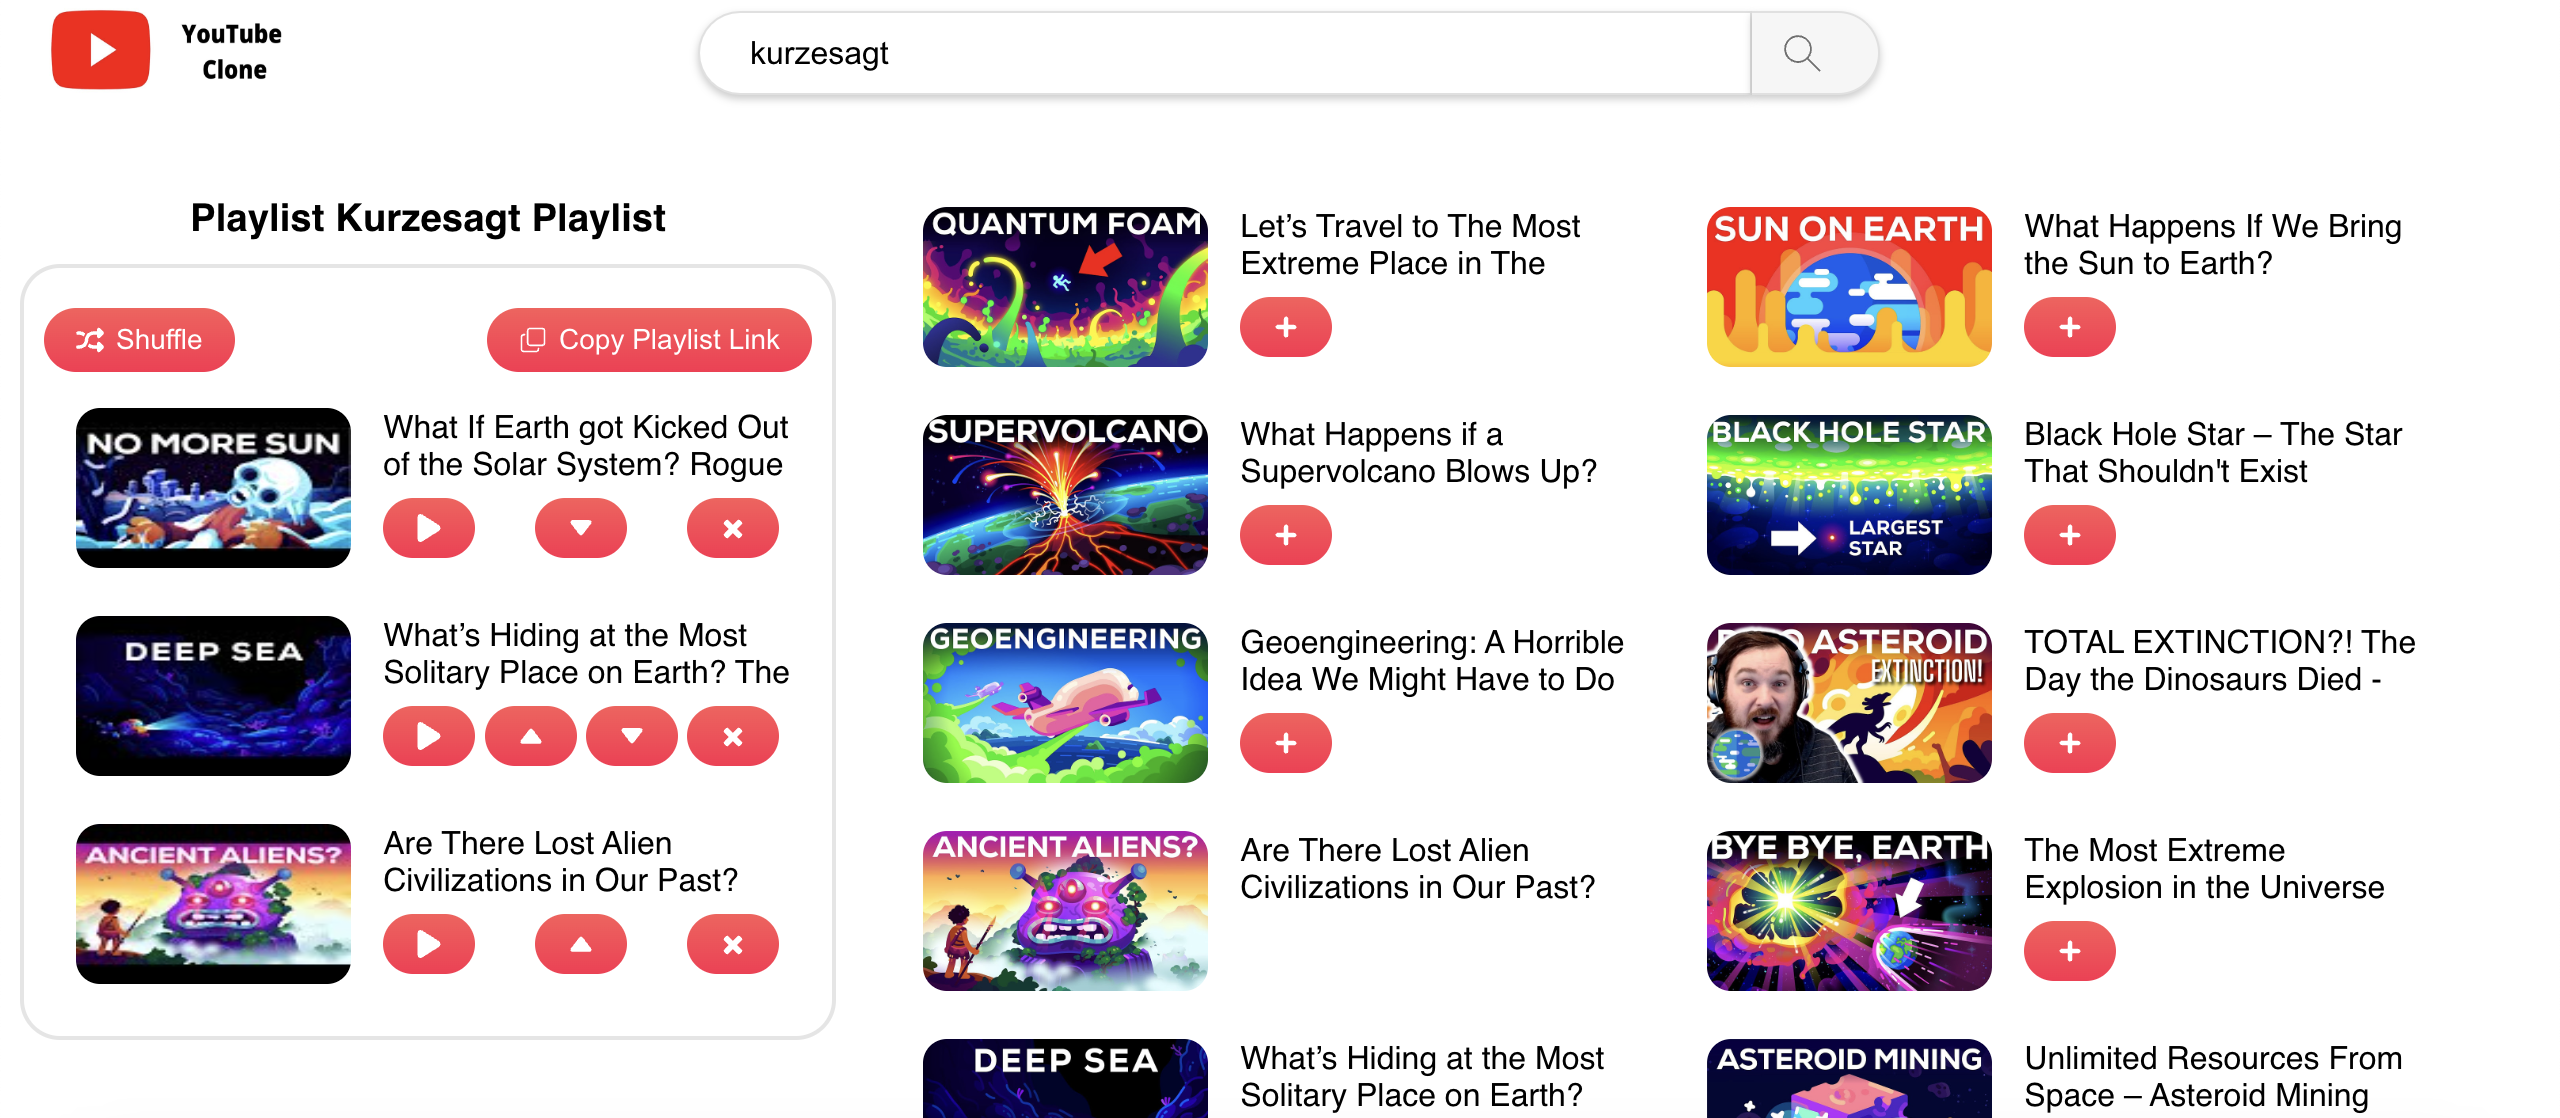 YouTube
Clone
kurzesagt
Playlist Kurzesagt Playlist
Shuffle
Copy Playlist Link
NO MORE SUN
What If Earth got Kicked Out
of the Solar System? Rogue
DEEP SEA
What’s Hiding at the Most
Solitary Place on Earth? The
ANCIENT ALIENS?
Are There Lost Alien
Civilizations in Our Past?
QUANTUM FOAM
Let’s Travel to The Most
Extreme Place in The
SUN ON EARTH
What Happens If We Bring
the Sun to Earth?
SUPERVOLCANO
What Happens if a
Supervolcano Blows Up?
BLACK HOLE STAR
LARGEST
STAR
Black Hole Star – The Star
That Shouldn't Exist
GEOENGINEERING
Geoengineering: A Horrible
Idea We Might Have to Do
ASTEROID
EXTINCTION!
TOTAL EXTINCTION?! The
Day the Dinosaurs Died -
ANCIENT ALIENS?
Are There Lost Alien
Civilizations in Our Past?
BYE BYE, EARTH
The Most Extreme
Explosion in the Universe
DEEP SEA
What’s Hiding at the Most
Solitary Place on Earth?
ASTEROID MINING
Unlimited Resources From
Space – Asteroid Mining